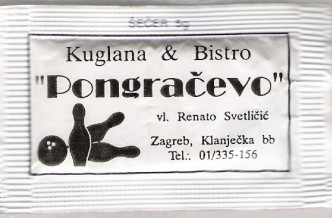 ŠEĆER 5g
Kuglana & Bistro
"Pongračevo"
vl. Renato Svetličić
Zagreb, Klanječka bb
Tel.: 01/335-156